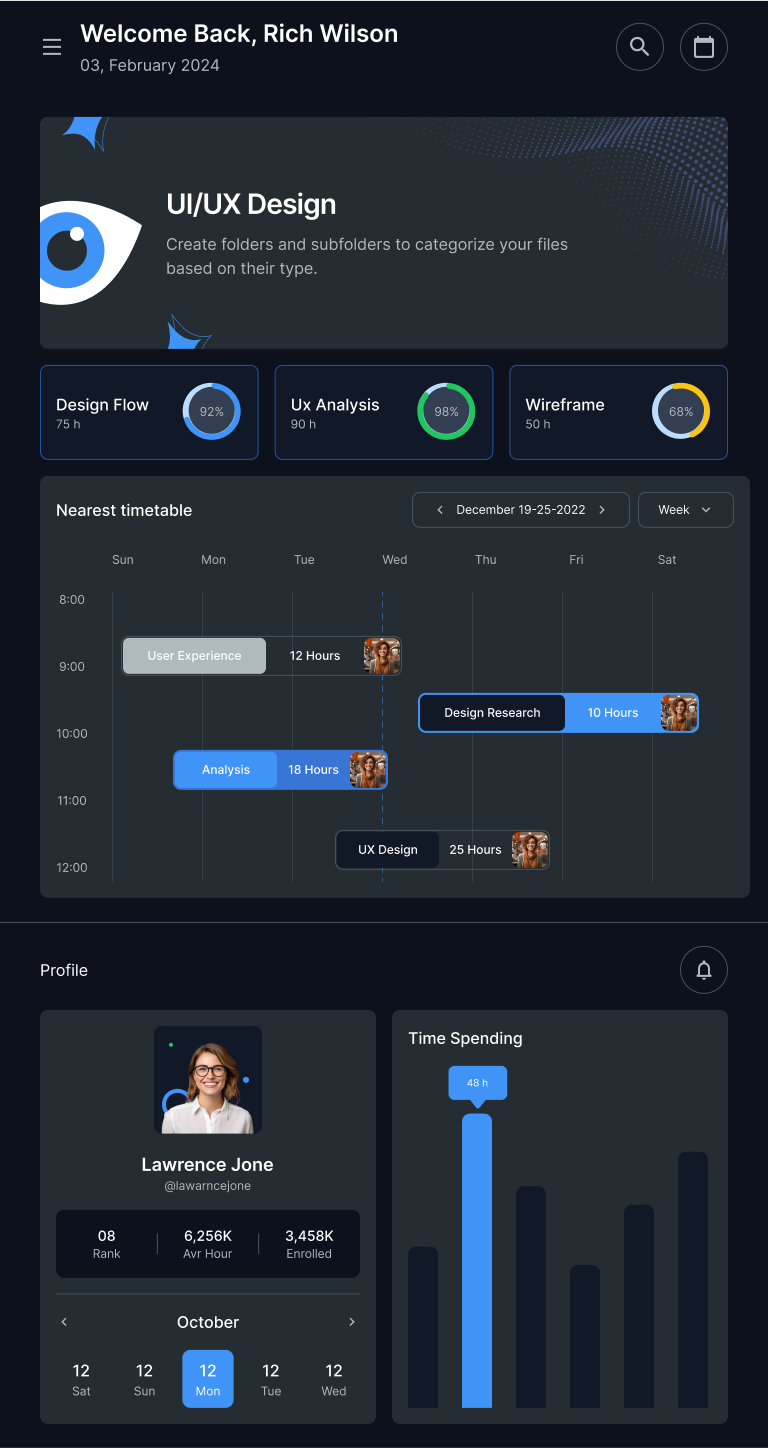 Welcome Back, Rich Wilson
03, February 2024
UI/UX Design
Create folders and subfolders to categorize your files
based on their type.
Design Flow
75 h
92%
Ux Analysis
90 h
98%
Wireframe
50 h
68%
Nearest timetable
December 19-25-2022
Week
Sun Mon Tue Wed Thu Fri Sat
8:00
User Experience 12 Hours
9:00
Design Research 10 Hours
10:00
Analysis 18 Hours
11:00
UX Design 25 Hours
12:00
Profile
Lawrence Jone
@lawarncejone
08 6,256K 3,458K
Rank Avr Hour Enrolled
October
12 12 12 12 12
Sat Sun Mon Tue Wed
Time Spending
48 h